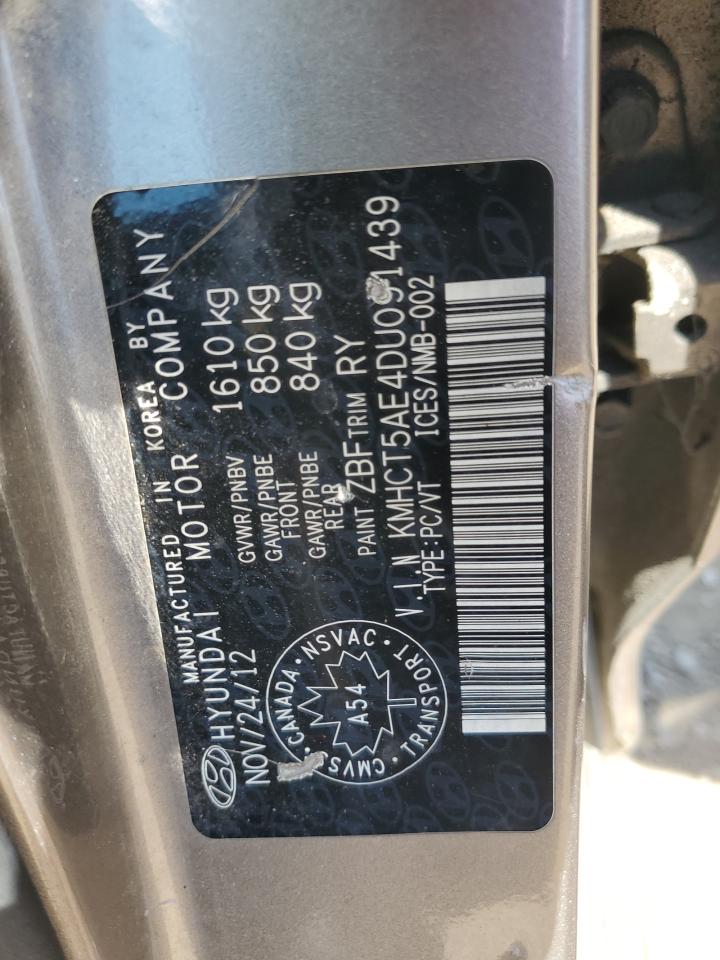 MANUFACTURED IN KOREA BY
HYUNDAI MOTOR COMPANY
NOV/24/12
GVWR/PNBV 1610 kg
GAWR/PNBE FRONT 850 kg
GAWR/PNBE REAR 840 kg
PAINT ZBF TRIM RY
V.I.N KMHCT5AE4DU091439
TYPE:PC/VT ICES/NMB-002
CANADA · NSVAC · TRANSPORT · CMVSS
A54